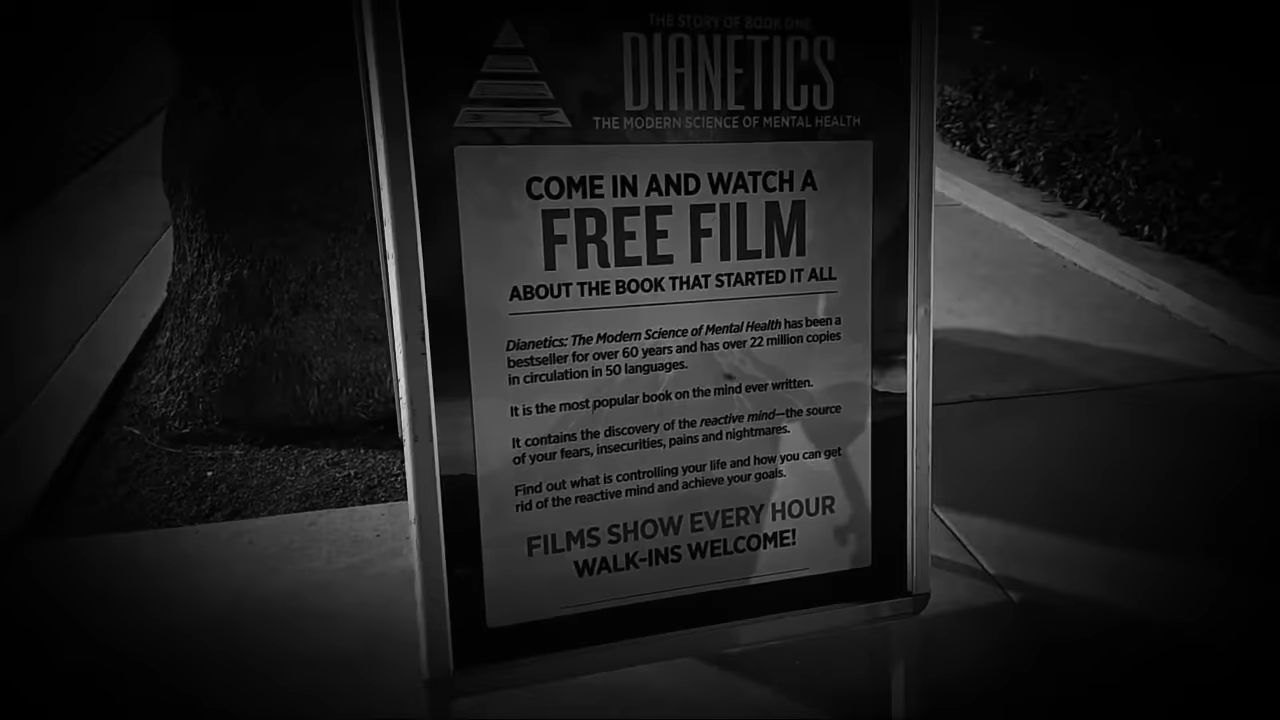 THE STORY OF BOOK ONE
DIANETICS
THE MODERN SCIENCE OF MENTAL HEALTH
COME IN AND WATCH A
FREE FILM
ABOUT THE BOOK THAT STARTED IT ALL
Dianetics: The Modern Science of Mental Health has been a
bestseller for over 60 years and has over 22 million copies
in circulation in 50 languages.
It is the most popular book on the mind ever written.
It contains the discovery of the reactive mind—the source
of your fears, insecurities, pains and nightmares.
Find out what is controlling your life and how you can get
rid of the reactive mind and achieve your goals.
FILMS SHOW EVERY HOUR
WALK-INS WELCOME!